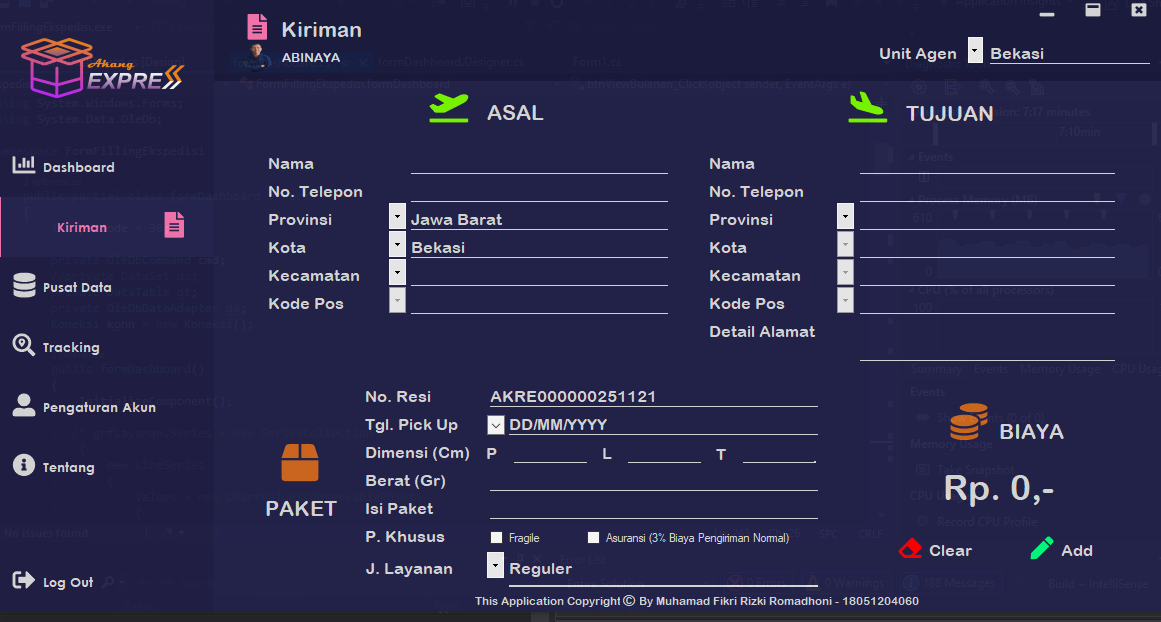 Kiriman
ABINAYA
Unit Agen Bekasi
Akang
EXPRESS
ASAL
TUJUAN
Dashboard
Kiriman
Pusat Data
Tracking
Pengaturan Akun
Tentang
Log Out
Nama
No. Telepon
Provinsi Jawa Barat
Kota Bekasi
Kecamatan
Kode Pos
Nama
No. Telepon
Provinsi
Kota
Kecamatan
Kode Pos
Detail Alamat
PAKET
No. Resi AKRE000000251121
Tgl. Pick Up DD/MM/YYYY
Dimensi (Cm) P L T
Berat (Gr)
Isi Paket
P. Khusus Fragile Asuransi (3% Biaya Pengiriman Normal)
J. Layanan Reguler
BIAYA
Rp. 0,-
Clear Add
This Application Copyright © By Muhamad Fikri Rizki Romadhoni - 18051204060